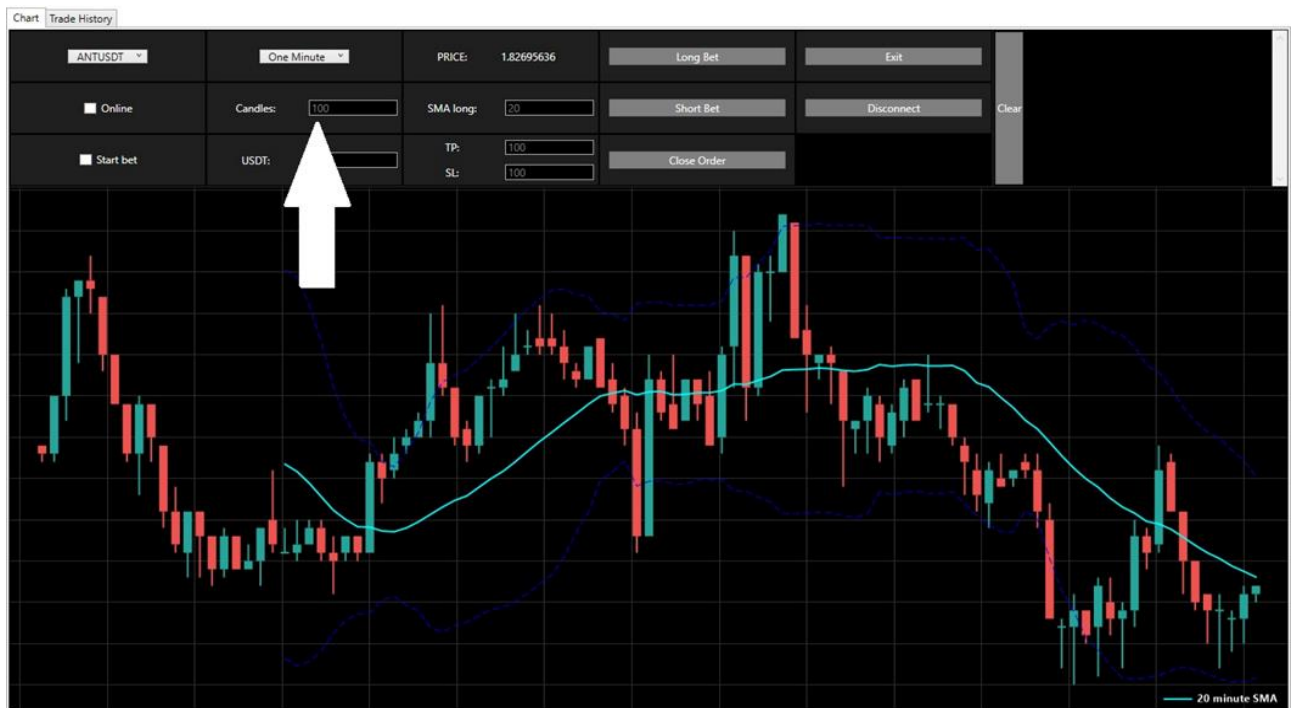 Chart Trade History
ANTUSDT One Minute PRICE: 1.82695636 Long Bet Exit
Online Candles: 100 SMA long: 20 Short Bet Disconnect Clear
Start bet USDT: TP: 100 Close Order
SL: 100
20 minute SMA